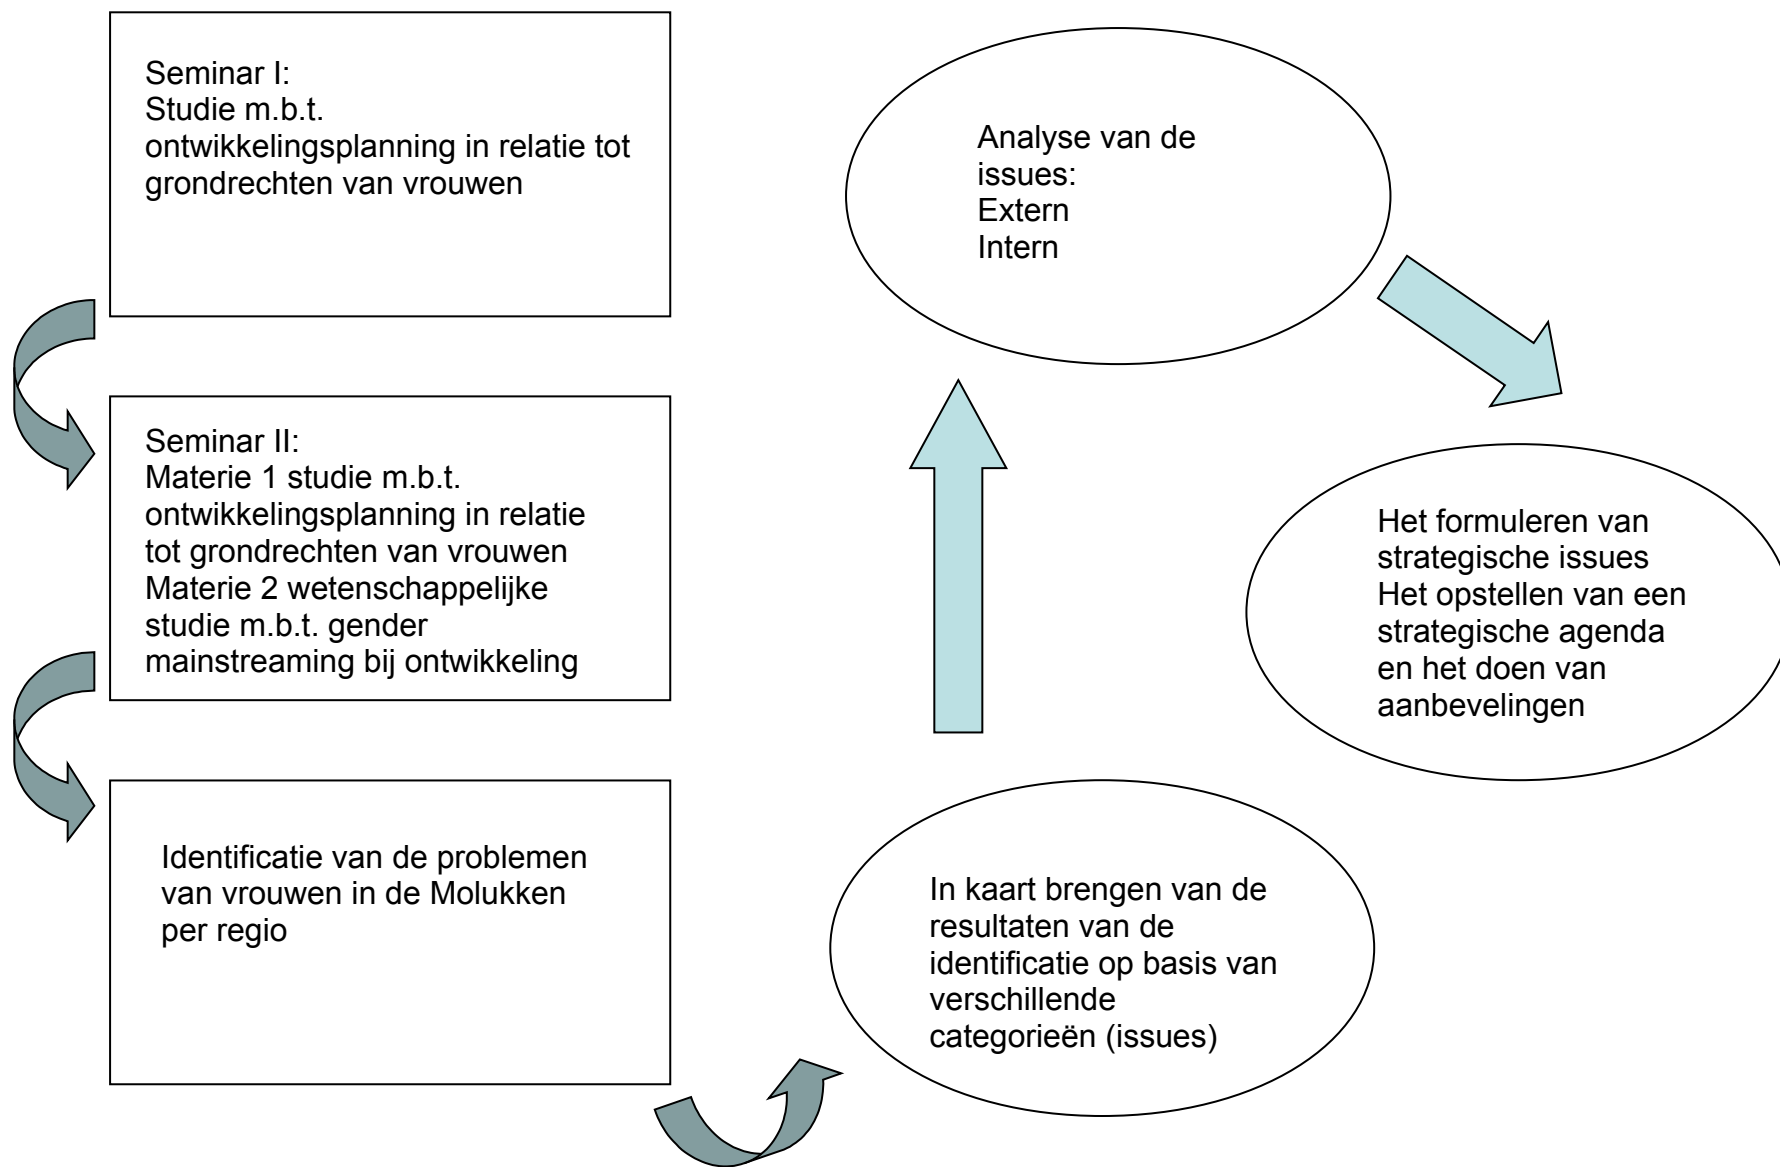 Seminar I:
Studie m.b.t.
ontwikkelingsplanning in relatie tot
grondrechten van vrouwen
Seminar II:
Materie 1 studie m.b.t.
ontwikkelingsplanning in relatie
tot grondrechten van vrouwen
Materie 2 wetenschappelijke
studie m.b.t. gender
mainstreaming bij ontwikkeling
Identificatie van de problemen
van vrouwen in de Molukken
per regio
In kaart brengen van de
resultaten van de
identificatie op basis van
verschillende
categorieën (issues)
Analyse van de
issues:
Extern
Intern
Het formuleren van
strategische issues
Het opstellen van een
strategische agenda
en het doen van
aanbevelingen